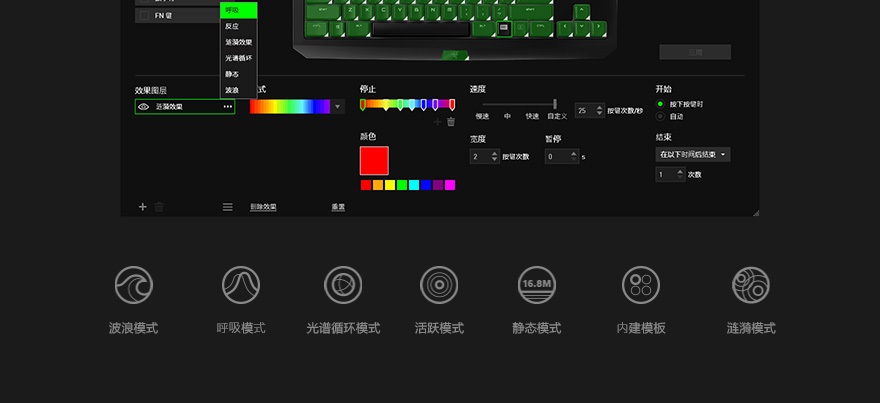 呼吸
FN 键
反应
涟漪效果
光谱循环
静态
波浪
应用
效果图层
式
停止
速度
开始
涟漪效果
慢速 中 快速 自定义
25 按键次数/秒
按下按键时
自动
颜色
宽度
暂停
结束
2 按键次数
0 s
在以下时间后结束
1 次数
删除效果
重置
16.8M
波浪模式 呼吸模式 光谱循环模式 活跃模式 静态模式 内建模板 涟漪模式